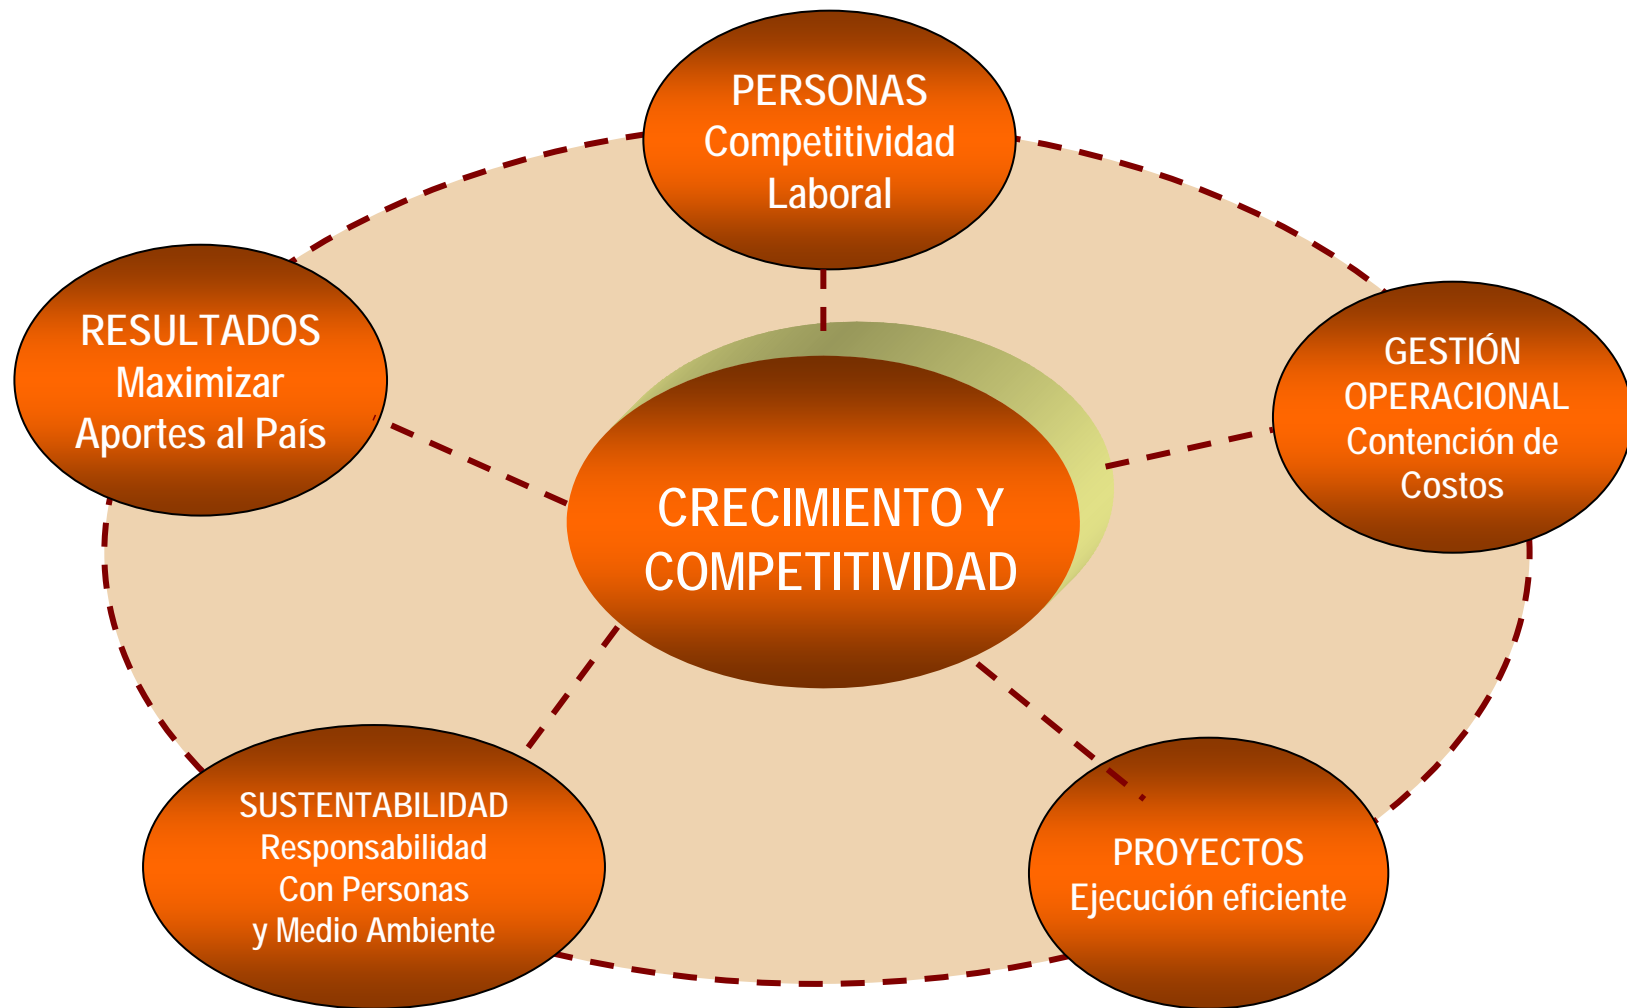 PERSONAS
Competitividad
Laboral
RESULTADOS
Maximizar
Aportes al País
GESTIÓN
OPERACIONAL
Contención de
Costos
CRECIMIENTO Y
COMPETITIVIDAD
SUSTENTABILIDAD
Responsabilidad
Con Personas
y Medio Ambiente
PROYECTOS
Ejecución eficiente